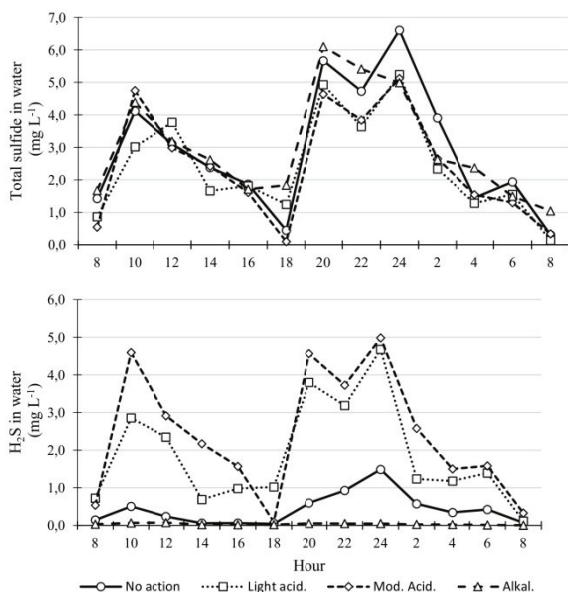 Total sulfide in water
(mg L-1)
7,0
6,0
5,0
4,0
3,0
2,0
1,0
0,0
8 10 12 14 16 18 20 22 24 2 4 6 8
H₂S in water
(mg L-1)
6,0
5,0
4,0
3,0
2,0
1,0
0,0
8 10 12 14 16 18 20 22 24 2 4 6 8
Hour
No action Light acid. Mod. Acid. Alkal.